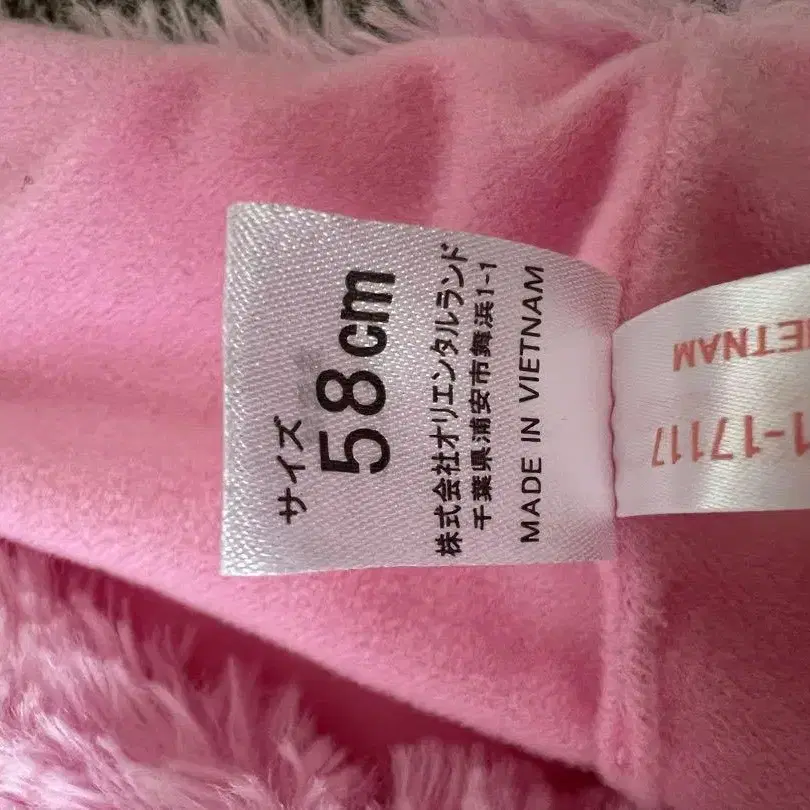 サイズ
58cm
株式会社オリエンタルランド
千葉県浦安市舞浜1-1
MADE IN VIETNAM
1-17117